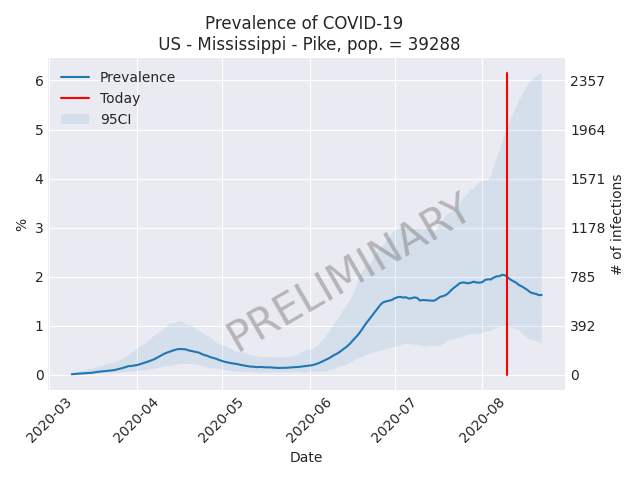 Prevalence of COVID-19
US - Mississippi - Pike, pop. = 39288
Prevalence
Today
95CI
PRELIMINARY
%
6
5
4
3
2
1
0
2357
1964
1571
1178
785
392
0
# of infections
2020-03
2020-04
2020-05
2020-06
2020-07
2020-08
Date